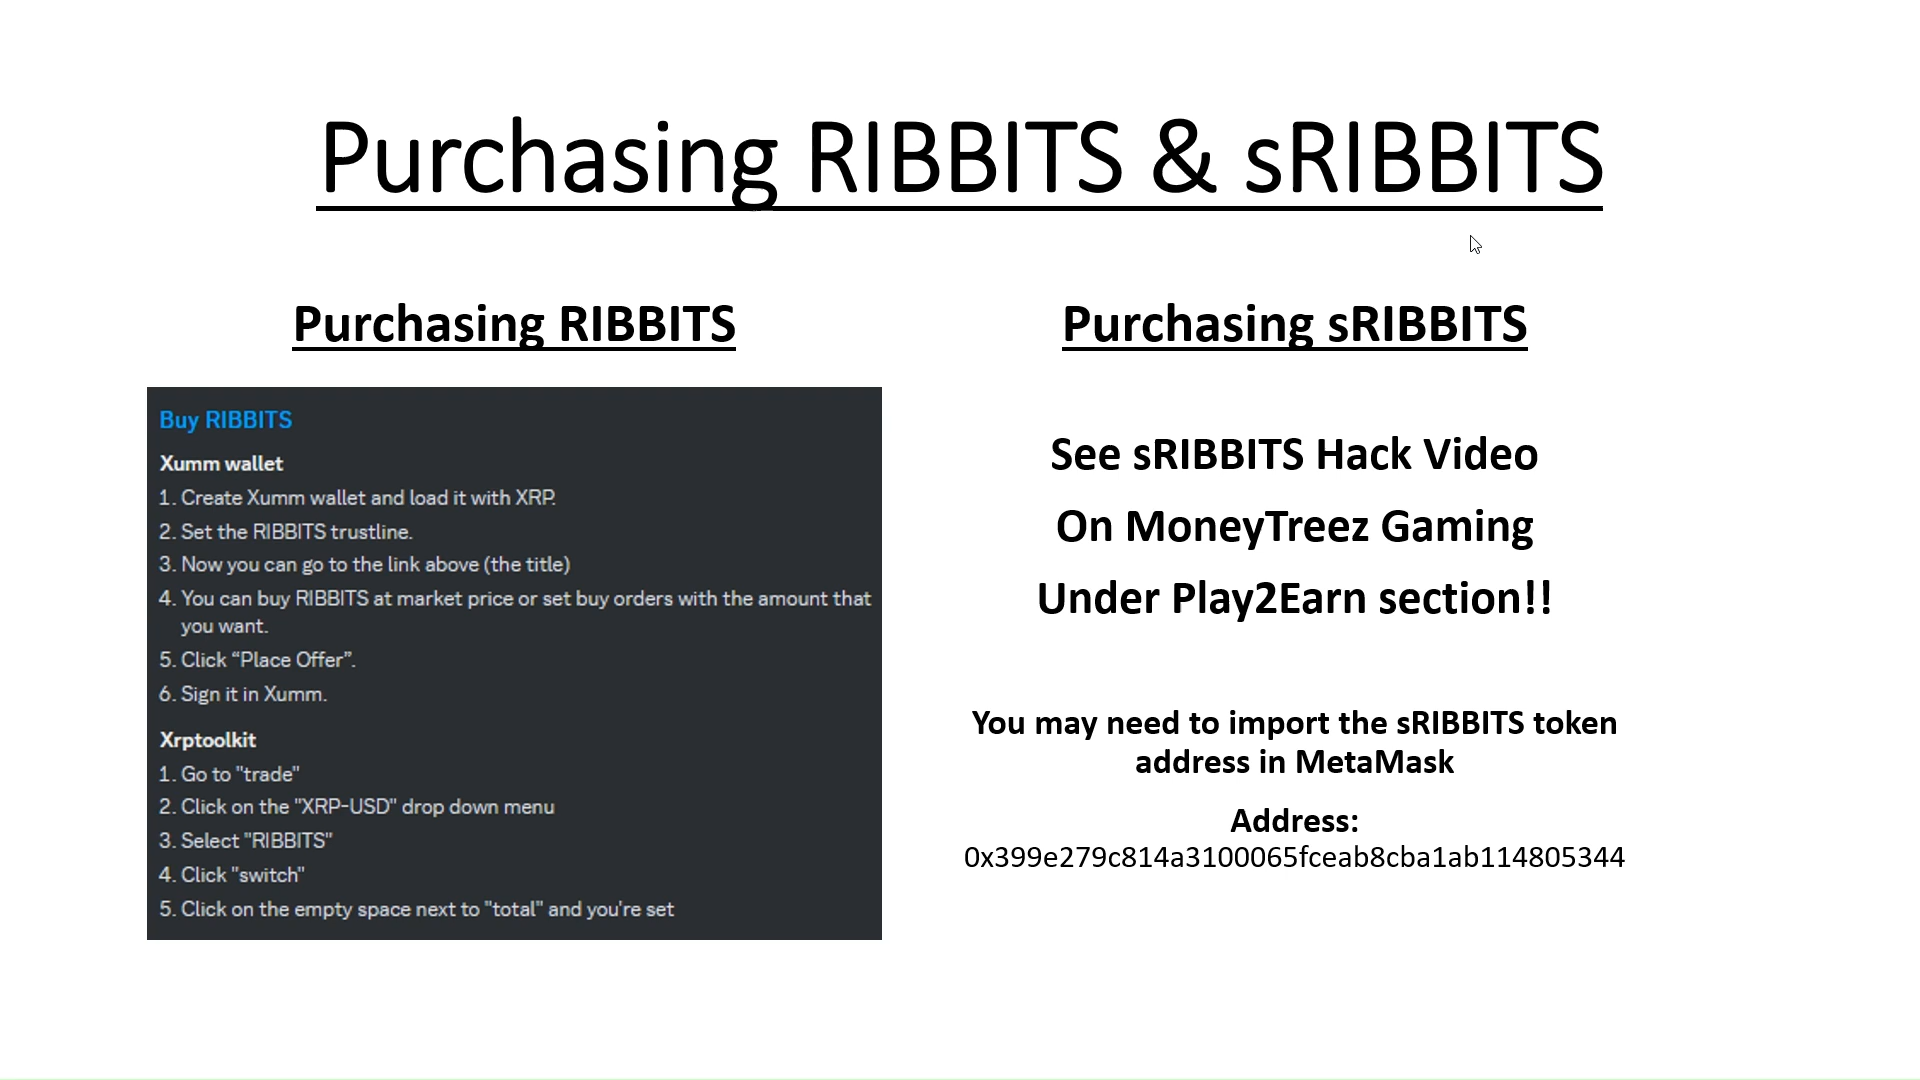 Purchasing RIBBITS & sRIBBITS
Purchasing RIBBITS
Buy RIBBITS
Xumm wallet
1. Create Xumm wallet and load it with XRP.
2. Set the RIBBITS trustline.
3. Now you can go to the link above (the title)
4. You can buy RIBBITS at market price or set buy orders with the amount that
you want.
5. Click “Place Offer”.
6. Sign it in Xumm.
Xrptoolkit
1. Go to "trade"
2. Click on the "XRP-USD" drop down menu
3. Select "RIBBITS"
4. Click "switch"
5. Click on the empty space next to "total" and you're set
Purchasing sRIBBITS
See sRIBBITS Hack Video
On MoneyTreez Gaming
Under Play2Earn section!!
You may need to import the sRIBBITS token
address in MetaMask
Address:
0x399e279c814a3100065fceab8cba1ab114805344